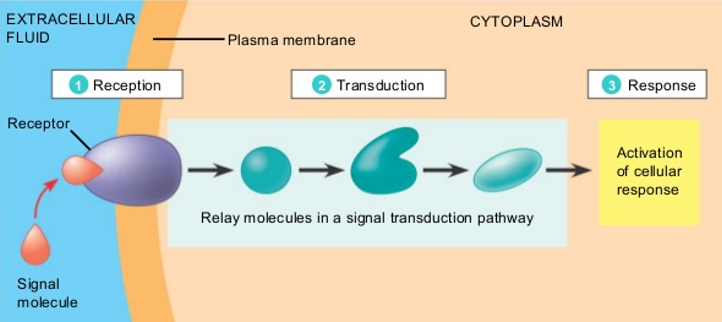 EXTRACELLULAR
FLUID
CYTOPLASM
Plasma membrane
1 Reception
2 Transduction
3 Response
Receptor
Activation
of cellular
response
Relay molecules in a signal transduction pathway
Signal
molecule